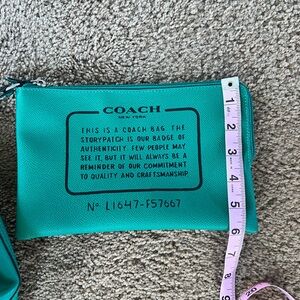 COACH
NEW YORK
THIS IS A COACH BAG. THE
STORYPATCH IS OUR BADGE OF
AUTHENTICITY. FEW PEOPLE MAY
SEE IT, BUT IT WILL ALWAYS BE A
REMINDER OF OUR COMMITMENT
TO QUALITY AND CRAFTSMANSHIP.
Nº L1647-F57667
1
2
3
4
5
6
7
8